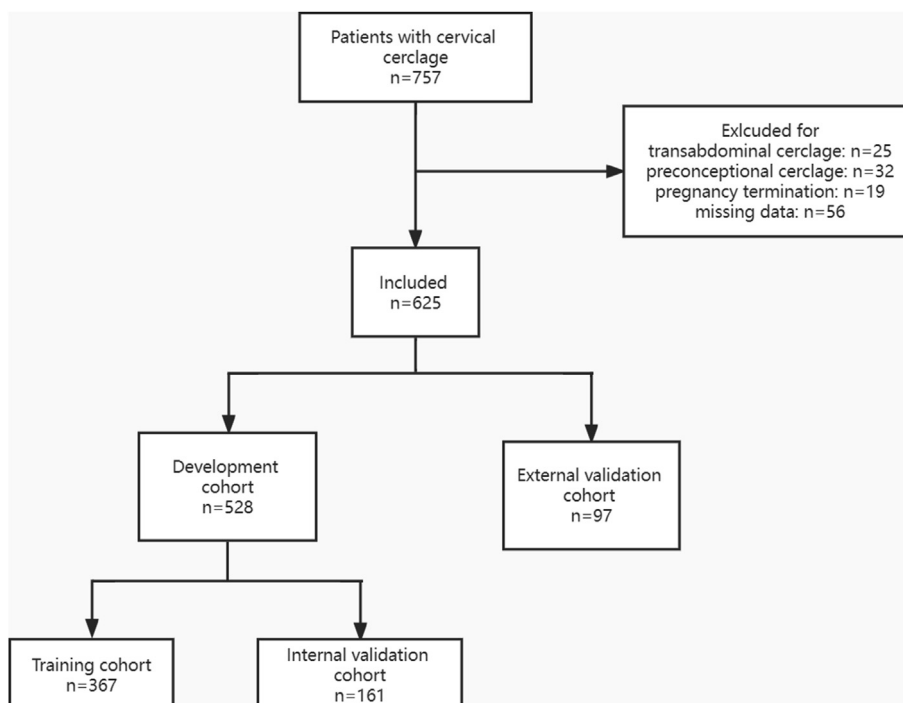 Patients with cervical
cerclage
n=757
Exlcuded for
transabdominal cerclage: n=25
preconceptional cerclage: n=32
pregnancy termination: n=19
missing data: n=56
Included
n=625
Development
cohort
n=528
External validation
cohort
n=97
Training cohort
n=367
Internal validation
cohort
n=161